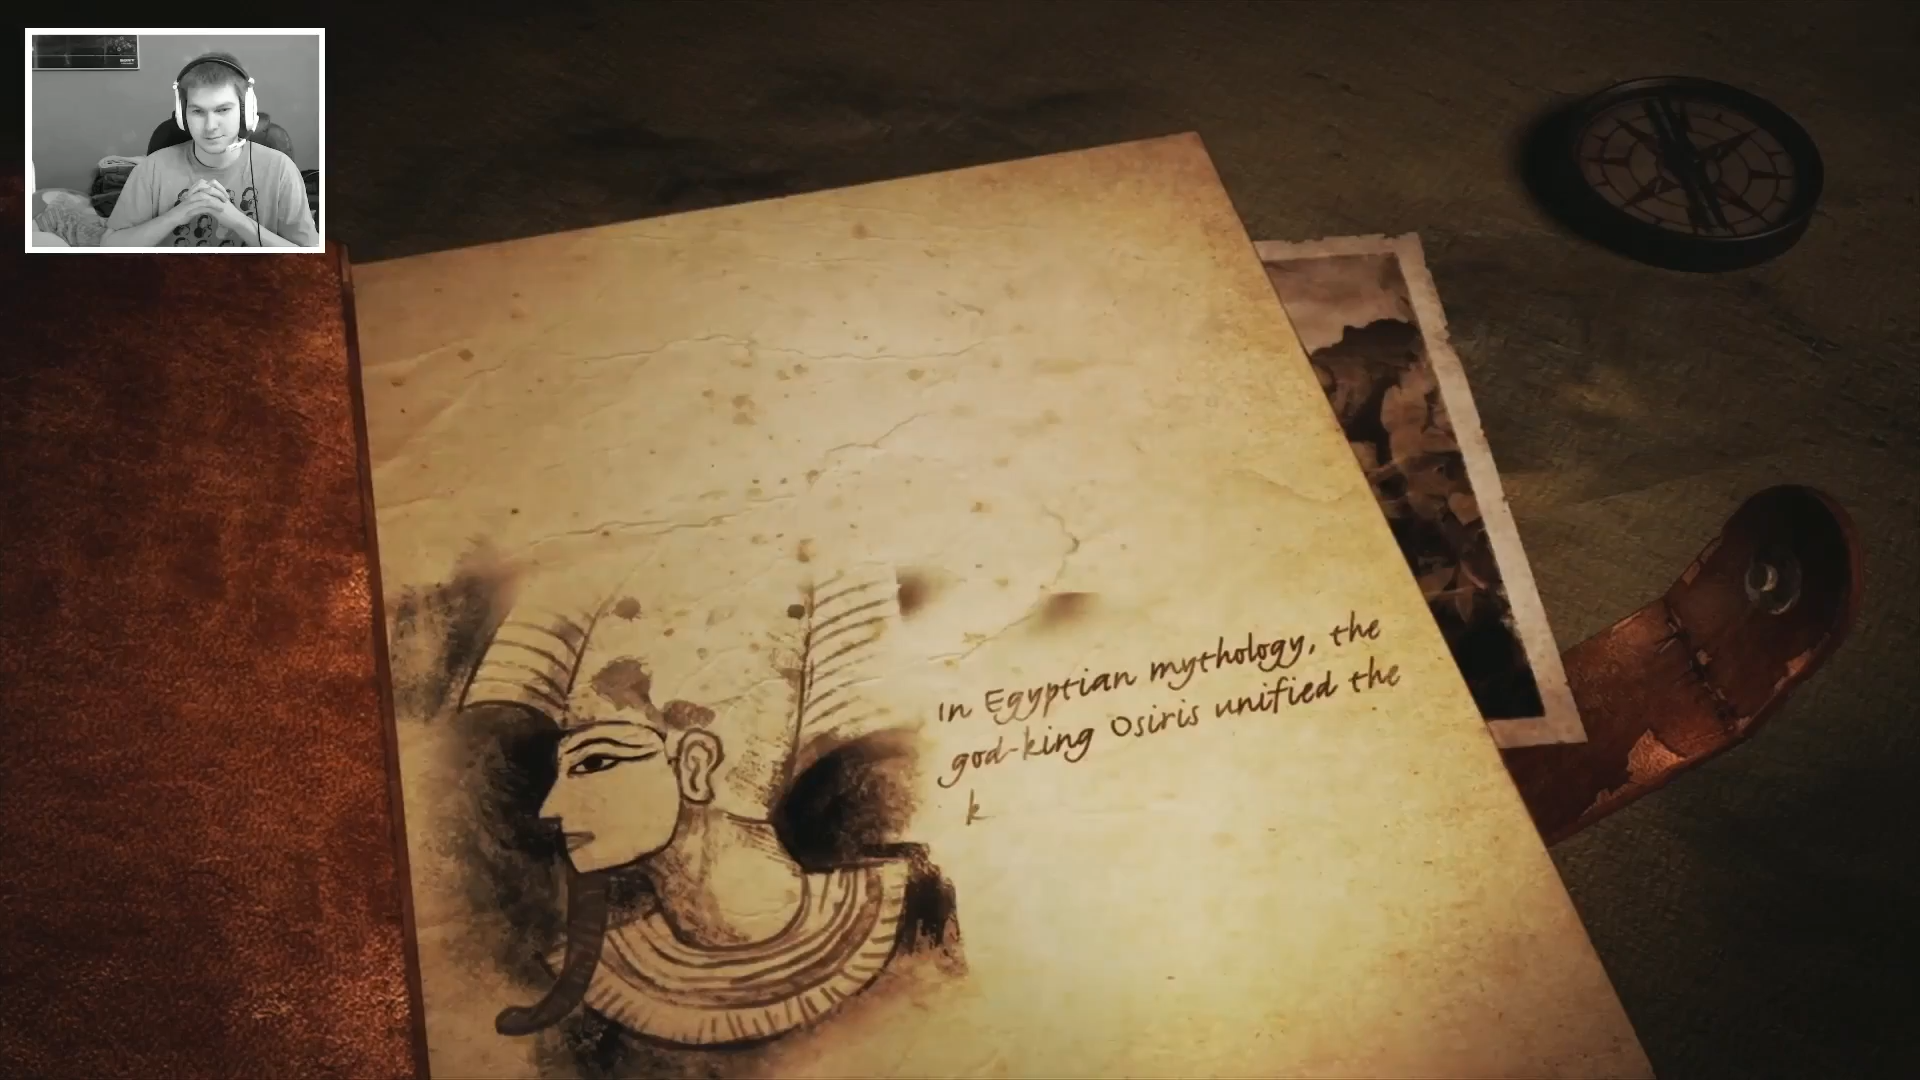 In Egyptian mythology, the
god-king Osiris unified the
k